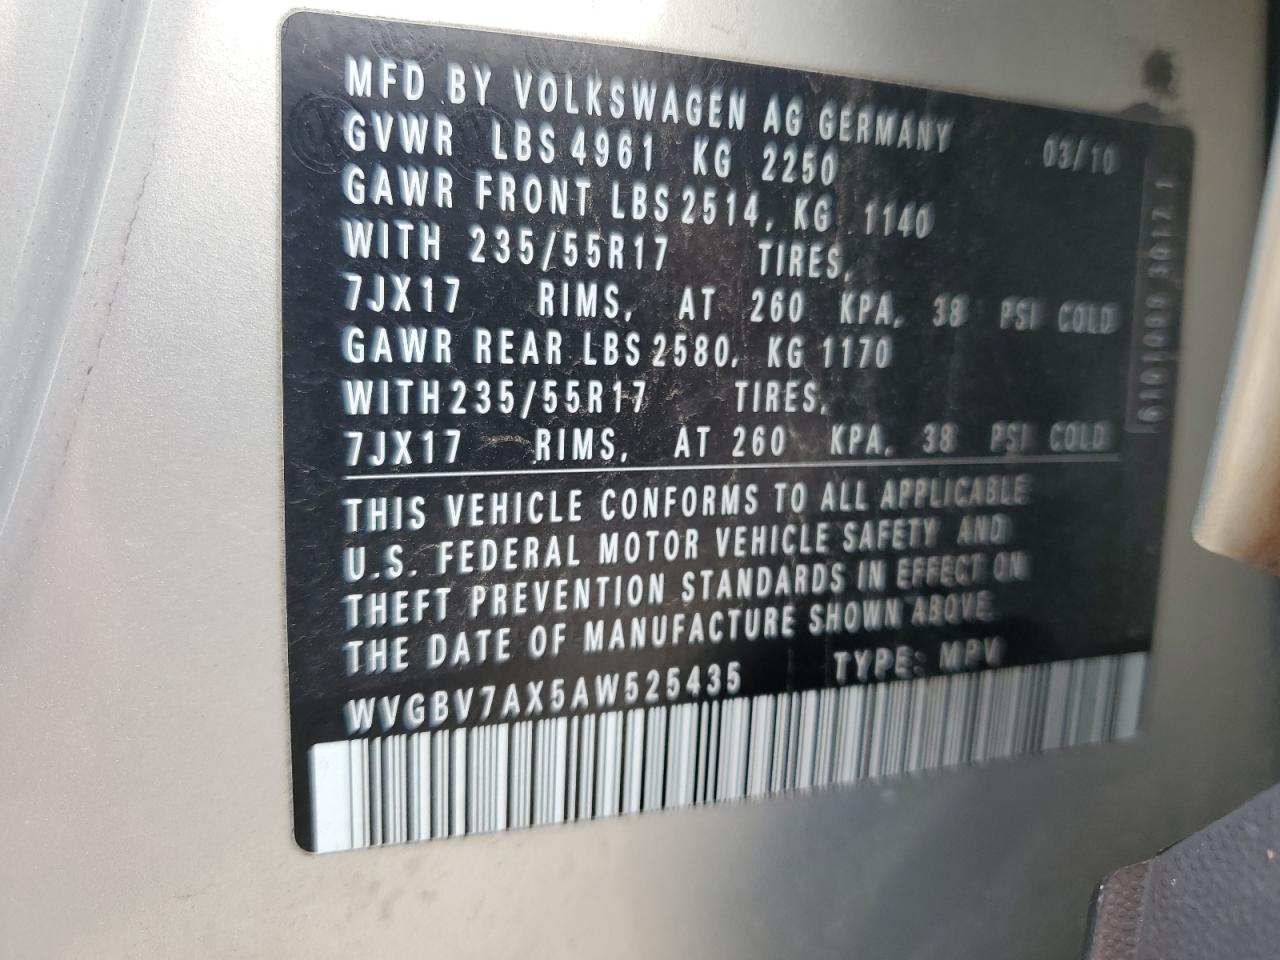 MFD BY VOLKSWAGEN AG GERMANY 03/10
GVWR LBS 4961 KG 2250
GAWR FRONT LBS 2514, KG 1140
WITH 235/55R17 TIRES,
7JX17 RIMS, AT 260 KPA, 38 PSI COLD
GAWR REAR LBS 2580, KG 1170
WITH 235/55R17 TIRES,
7JX17 RIMS, AT 260 KPA, 38 PSI COLD
THIS VEHICLE CONFORMS TO ALL APPLICABLE
U.S. FEDERAL MOTOR VEHICLE SAFETY AND
THEFT PREVENTION STANDARDS IN EFFECT ON
THE DATE OF MANUFACTURE SHOWN ABOVE
WVGBV7AX5AW525435 TYPE: MPV